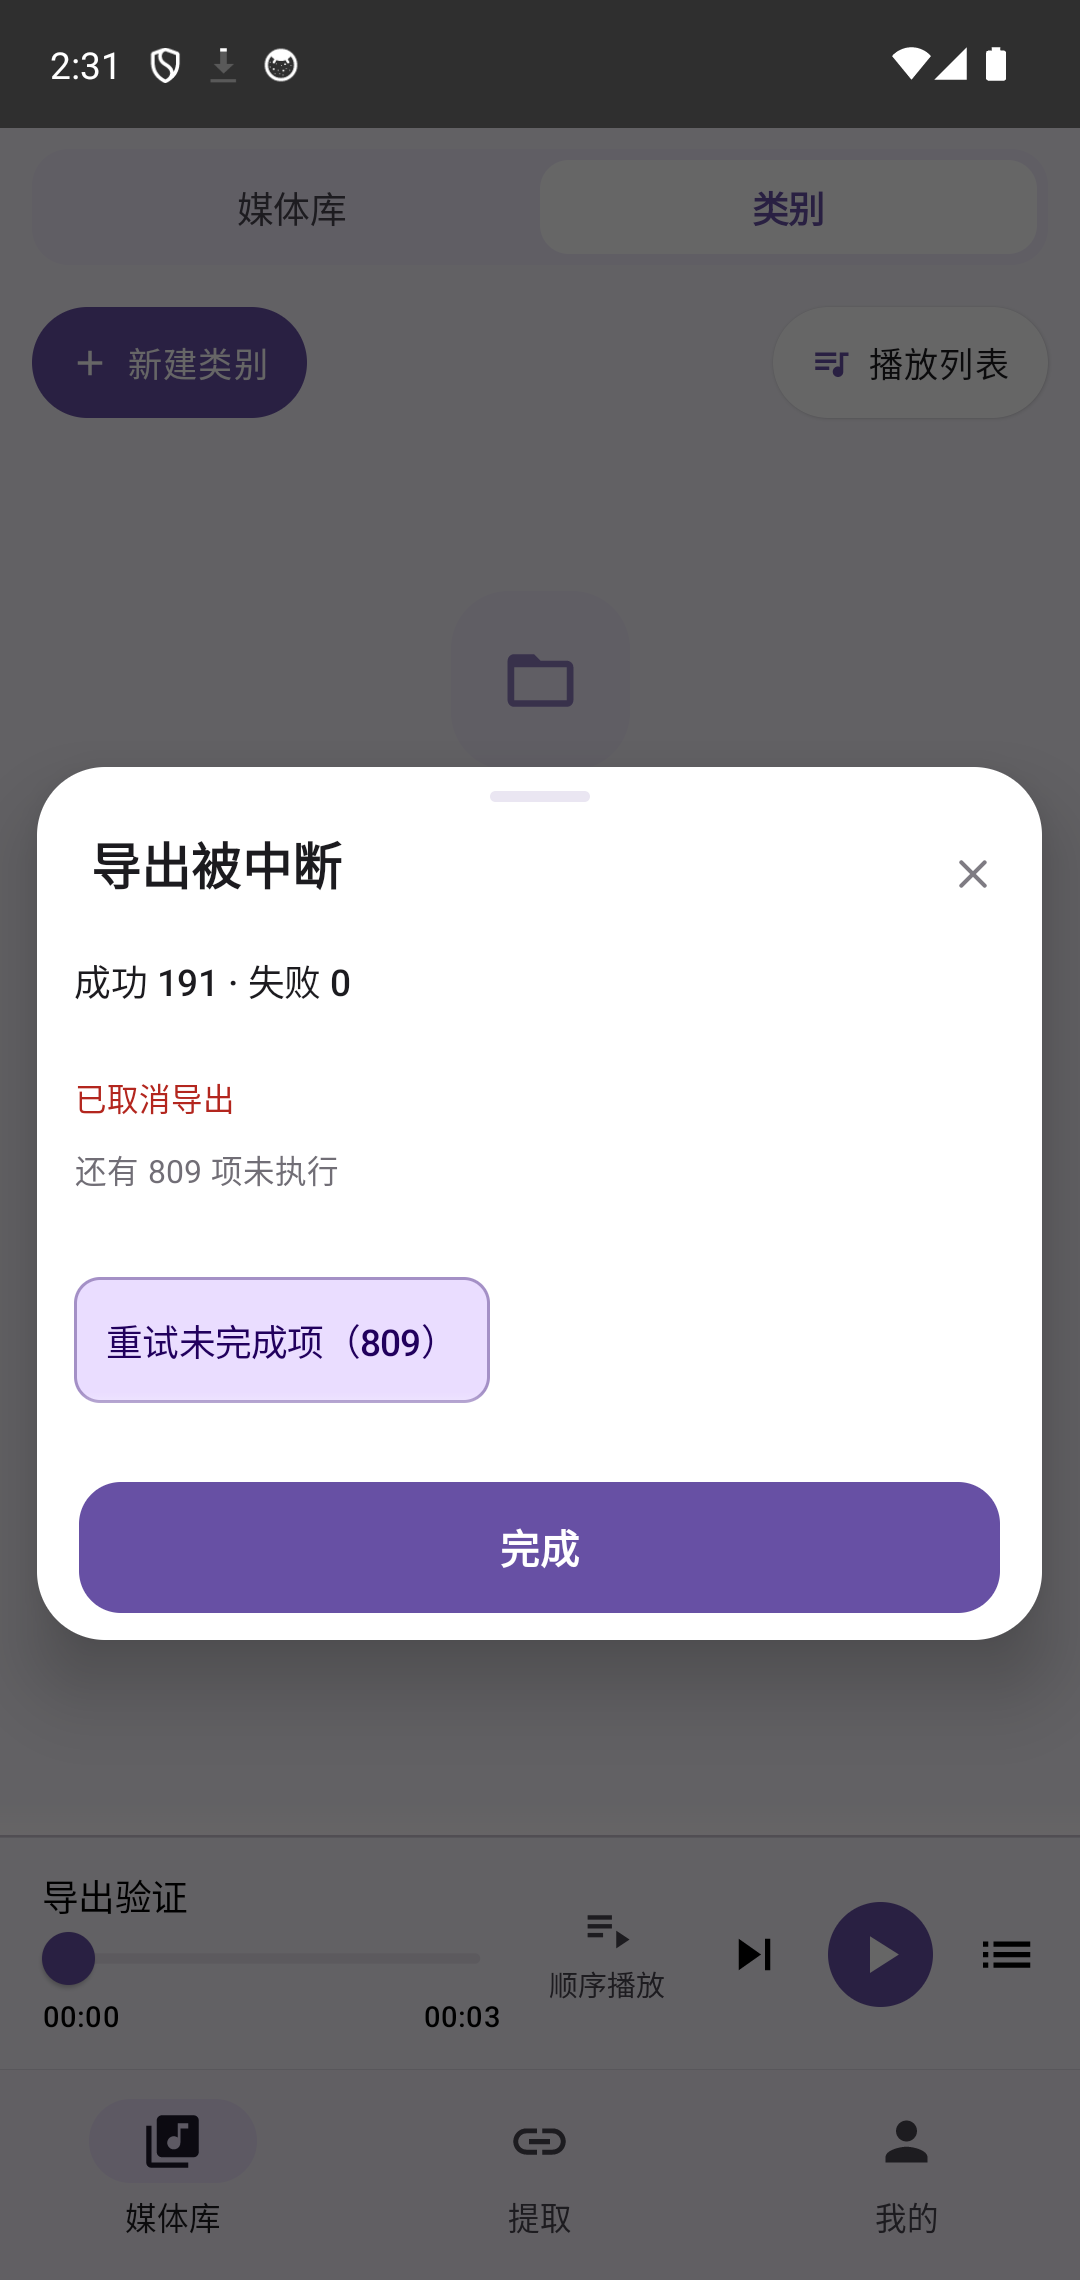 2:31
媒体库
类别
新建类别
播放列表
导出被中断
成功 191 · 失败 0
已取消导出
还有 809 项未执行
重试未完成项（809）
完成
导出验证
00:00
00:03
顺序播放
媒体库
提取
我的